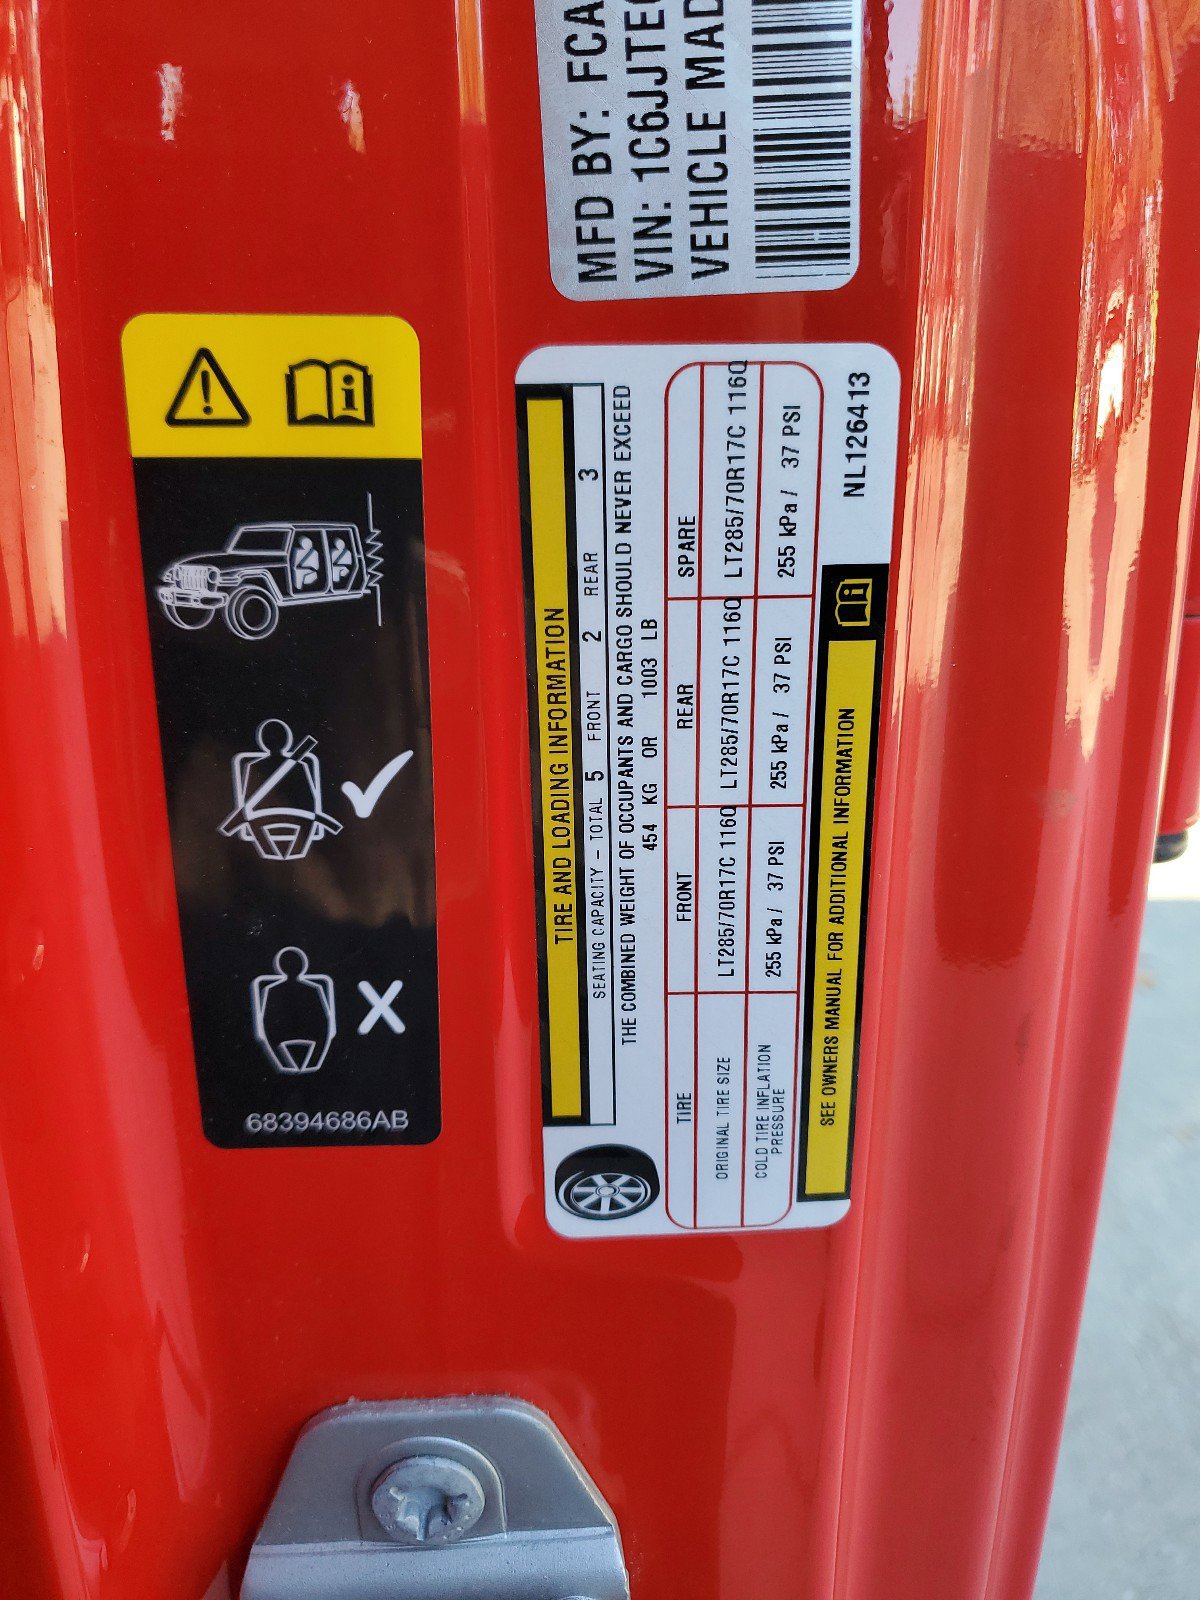 MFD BY: FCA
VIN: 1C6JJTE
VEHICLE MAD
TIRE AND LOADING INFORMATION
SEATING CAPACITY – TOTAL 5 FRONT 2 REAR 3
THE COMBINED WEIGHT OF OCCUPANTS AND CARGO SHOULD NEVER EXCEED
454 KG OR 1003 LB
TIRE FRONT REAR SPARE
ORIGINAL TIRE SIZE LT285/70R17C 116Q LT285/70R17C 116Q LT285/70R17C 116Q
COLD TIRE INFLATION PRESSURE 255 kPa / 37 PSI 255 kPa / 37 PSI 255 kPa / 37 PSI
SEE OWNERS MANUAL FOR ADDITIONAL INFORMATION
NL126413
68394686AB